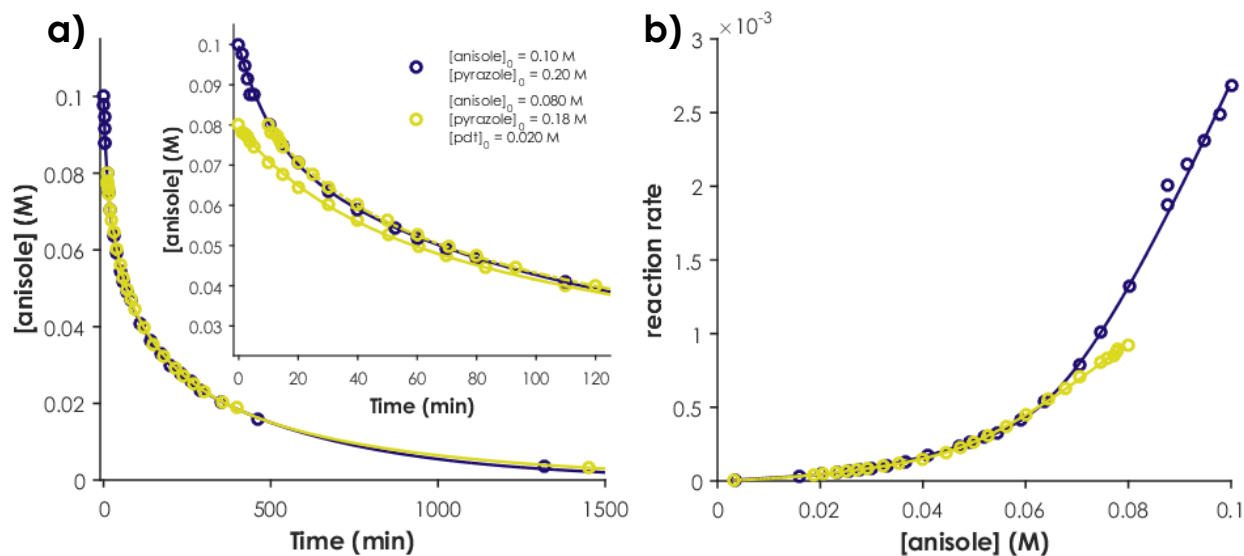 a)
[anisole] (M)
0.1
0.08
0.06
0.04
0.02
0
0
500
1000
1500
Time (min)
[anisole] (M)
0.1
0.09
0.08
0.07
0.06
0.05
0.04
0.03
0
20
40
60
80
100
120
Time (min)
[anisole]0 = 0.10 M
[pyrazole]0 = 0.20 M
[anisole]0 = 0.080 M
[pyrazole]0 = 0.18 M
[pdt]0 = 0.020 M
b)
×10-3
reaction rate
3
2.5
2
1.5
1
0.5
0
0.02
0.04
0.06
0.08
0.1
[anisole] (M)